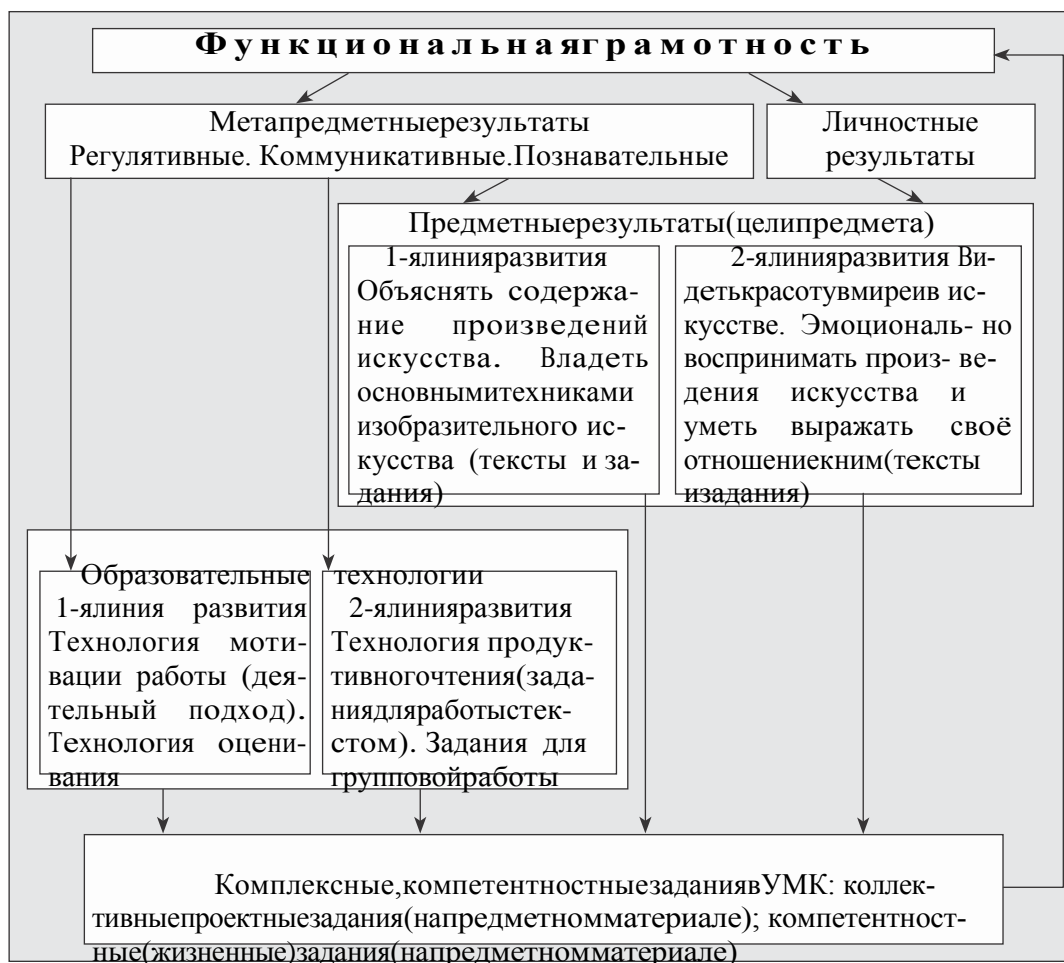 Функциональнаяграмотность
Метапредметныерезультаты
Регулятивные. Коммуникативные.Познавательные
Личностные
результаты
Предметныерезультаты(целипредмета)
1-ялинияразвития
Объяснять содержа-
ние произведений
искусства. Владеть
основнымитехниками
изобразительного ис-
кусства (тексты и за-
дания)
2-ялинияразвития Ви-
детькрасотувмиреив ис-
кусстве. Эмоциональ- но
воспринимать произ- ве-
дения искусства и
уметь выражать своё
отношениекним(тексты
изадания)
Образовательные технологии
1-ялиния развития
Технология моти-
вации работы (дея-
тельный подход).
Технология оцени-
вания
2-ялинияразвития
Технология продук-
тивногочтения(зада-
ниядляработыстек-
стом). Задания для
групповойработы
Комплексные,компетентностныезаданиявУМК: коллек-
тивныепроектныезадания(напредметномматериале); компетентност-
ные(жизненные)задания(напредметномматериале)